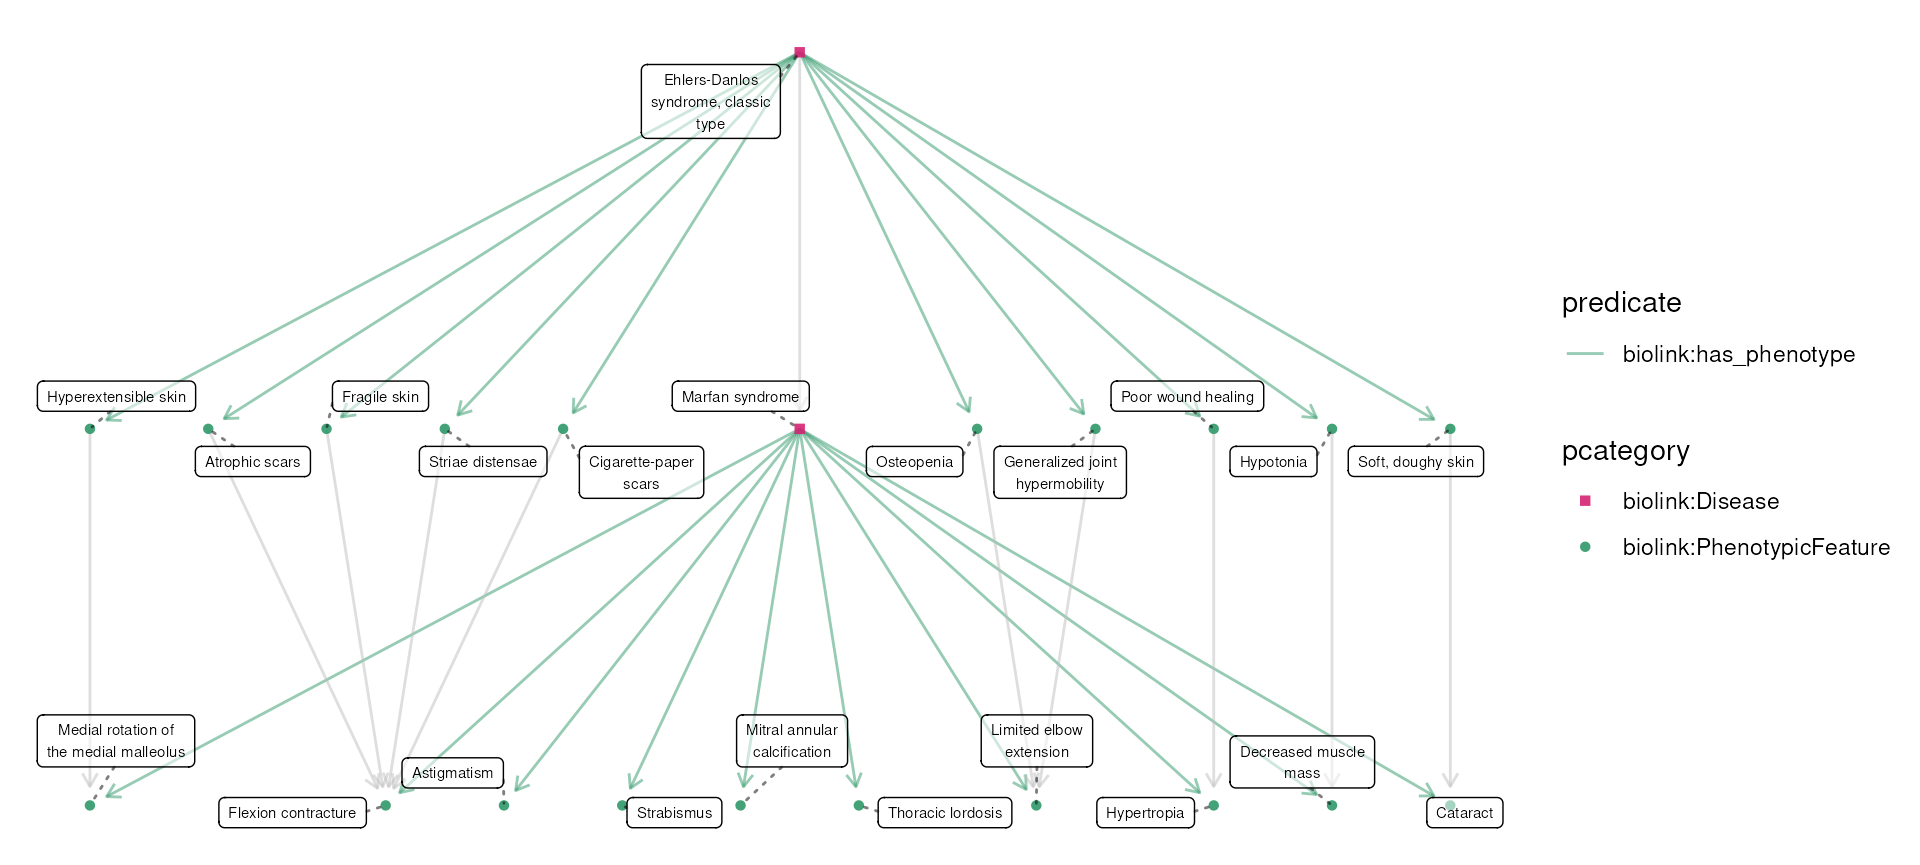 Ehlers-Danlos
syndrome, classic
type
predicate
biolink:has_phenotype
Hyperextensible skin
Fragile skin
Marfan syndrome
Poor wound healing
Atrophic scars
Striae distensae
Cigarette-paper
scars
Osteopenia
Generalized joint
hypermobility
Hypotonia
Soft, doughy skin
pcategory
biolink:Disease
biolink:PhenotypicFeature
Medial rotation of
the medial malleolus
Astigmatism
Mitral annular
calcification
Limited elbow
extension
Decreased muscle
mass
Flexion contracture
Strabismus
Thoracic lordosis
Hypertropia
Cataract